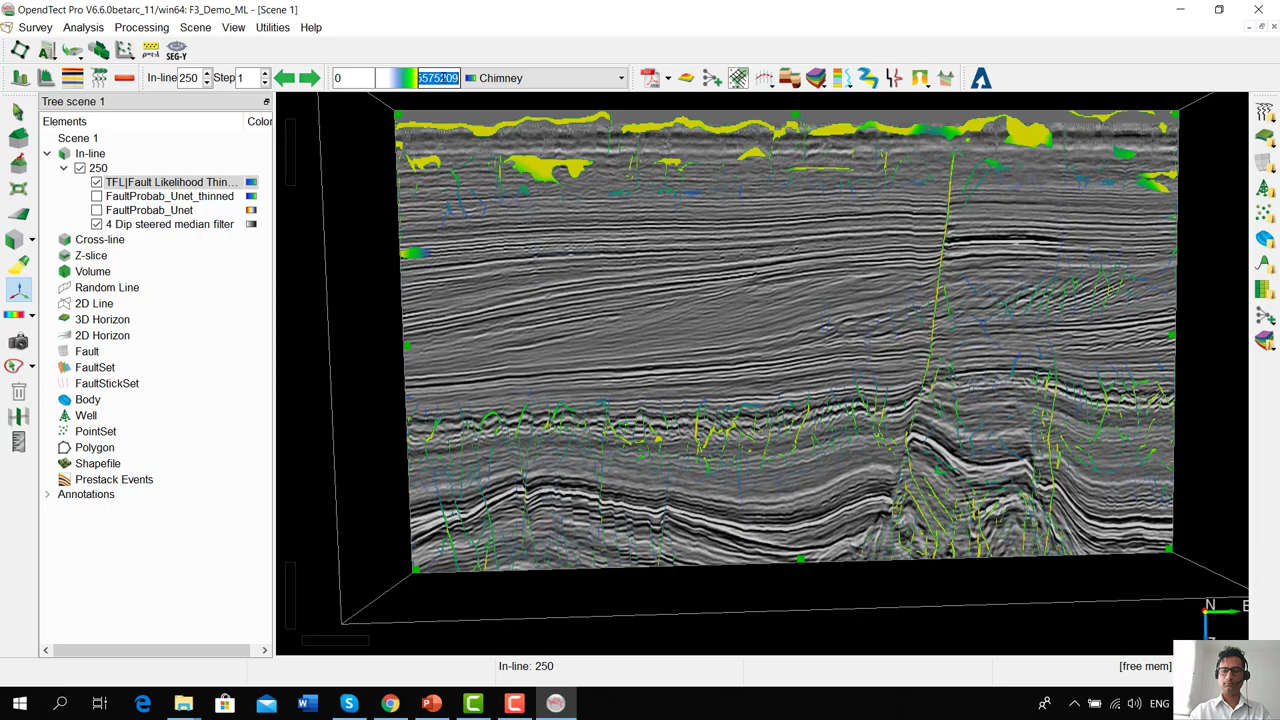 OpendTect Pro V6.6.0betarc_11/win64: F3_Demo_ML - [Scene 1]
Survey Analysis Processing Scene View Utilities Help
SEG-Y
In-line 250 Step 1 0 5575209 Chimney
Tree scene 1
Elements Color
Scene 1
In-line
250
TFL|Fault Likelihood Thin...
FaultProbab_Unet_thinned
FaultProbab_Unet
4 Dip steered median filter
Cross-line
Z-slice
Volume
Random Line
2D Line
3D Horizon
2D Horizon
Fault
FaultSet
FaultStickSet
Body
Well
PointSet
Polygon
Shapefile
Prestack Events
Annotations
N E
In-line: 250 [free mem]
ENG